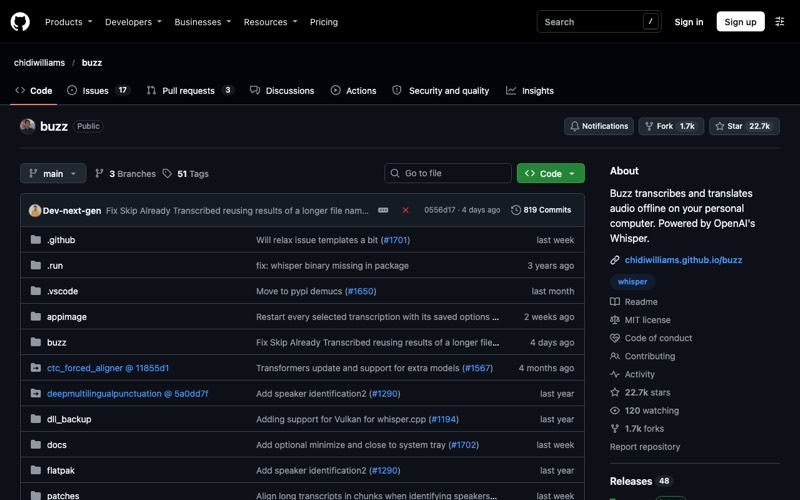 Products Developers Businesses Resources Pricing Search / Sign in Sign up
chidiwilliams / buzz
Code Issues 17 Pull requests 3 Discussions Actions Security and quality Insights
buzz Public Notifications Fork 1.7k Star 22.7k
main 3 Branches 51 Tags Go to file Code
Dev-next-gen Fix Skip Already Transcribed reusing results of a longer file nam... 0556d17 · 4 days ago 819 Commits
.github Will relax issue templates a bit (#1701) last week
.run fix: whisper binary missing in package 3 years ago
.vscode Move to pypi demucs (#1650) last month
appimage Restart every selected transcription with its saved options ... 2 weeks ago
buzz Fix Skip Already Transcribed reusing results of a longer file... 4 days ago
ctc_forced_aligner @ 11855d1 Transformers update and support for extra models (#1567) 4 months ago
deepmultilingualpunctuation @ 5a0dd7f Add speaker identification2 (#1290) last year
dll_backup Adding support for Vulkan for whisper.cpp (#1194) last year
docs Add optional minimize and close to system tray (#1702) last week
flatpak Add speaker identification2 (#1290) last year
patches Align long transcripts in chunks when identifying speakers... last week
About
Buzz transcribes and translates
audio offline on your personal
computer. Powered by OpenAI's
Whisper.
chidiwilliams.github.io/buzz
whisper
Readme
MIT license
Code of conduct
Contributing
Activity
22.7k stars
120 watching
1.7k forks
Report repository
Releases 48